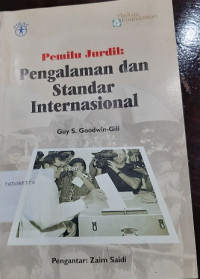 Pemilu Jurdil:
Pengalaman dan
Standar
Internasional
Guy S. Goodwin-Gill
Pengantar: Zaim Saidi